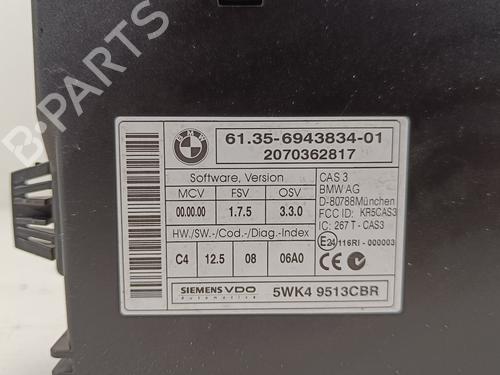 B-PARTS
BMW
61.35-6943834-01
2070362817
Software, Version
MCV FSV OSV
00.00.00 1.7.5 3.3.0
HW./SW.-/Cod.-/Diag.-Index
C4 12.5 08 06A0
CAS 3
BMW AG
D-80788München
FCC ID: KR5CAS3
IC: 267 T - CAS3
E24 116RI - 000003
CE
SIEMENS VDO
Automotive
5WK4 9513CBR